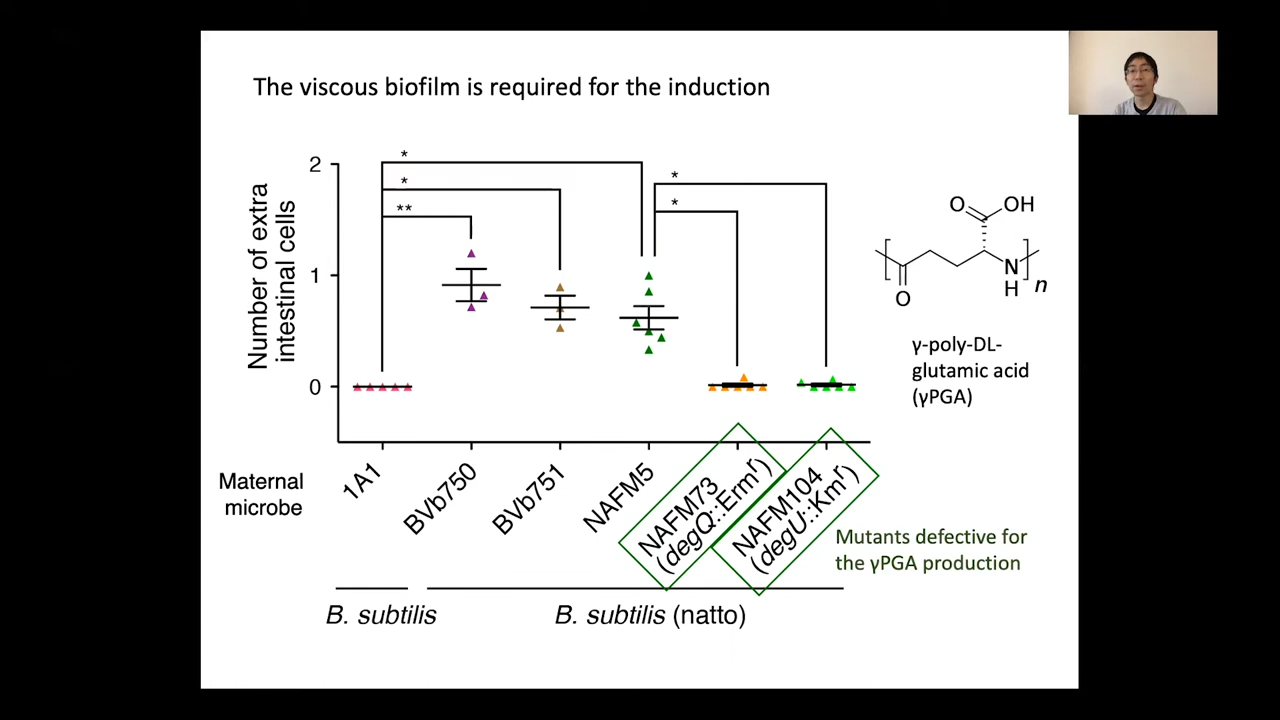 The viscous biofilm is required for the induction
Number of extra
intestinal cells
2
1
0
*
*
**
*
*
Maternal
microbe
1A1
BVb750
BVb751
NAFM5
NAFM73
(degQ::Ermʳ)
NAFM104
(degU::Kmʳ)
B. subtilis
B. subtilis (natto)
Mutants defective for
the γPGA production
O
OH
O
N
H
n
γ-poly-DL-
glutamic acid
(γPGA)